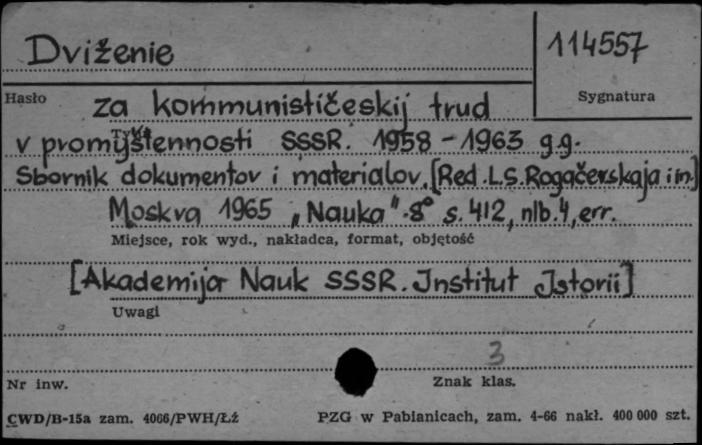 Dviženie
114557
Hasło
Sygnatura
za kommunističeskij trud
Tytuł
v promyšlennosti SSSR. 1958-1963 g.g.
Sbornik dokumentov i materialov. [Red. L.S. Rogačevskaja i in.]
Moskva 1965 „Nauka". 8° s. 412, nlb. 4, err.
Miejsce, rok wyd., nakładca, format, objętość
[Akademija Nauk SSSR. Institut Istorii]
Uwagi
3
Nr inw.
Znak klas.
CWD/B-15a zam. 4066/PWH/Łź
PZG w Pabianicach, zam. 4-66 nakł. 400 000 szt.